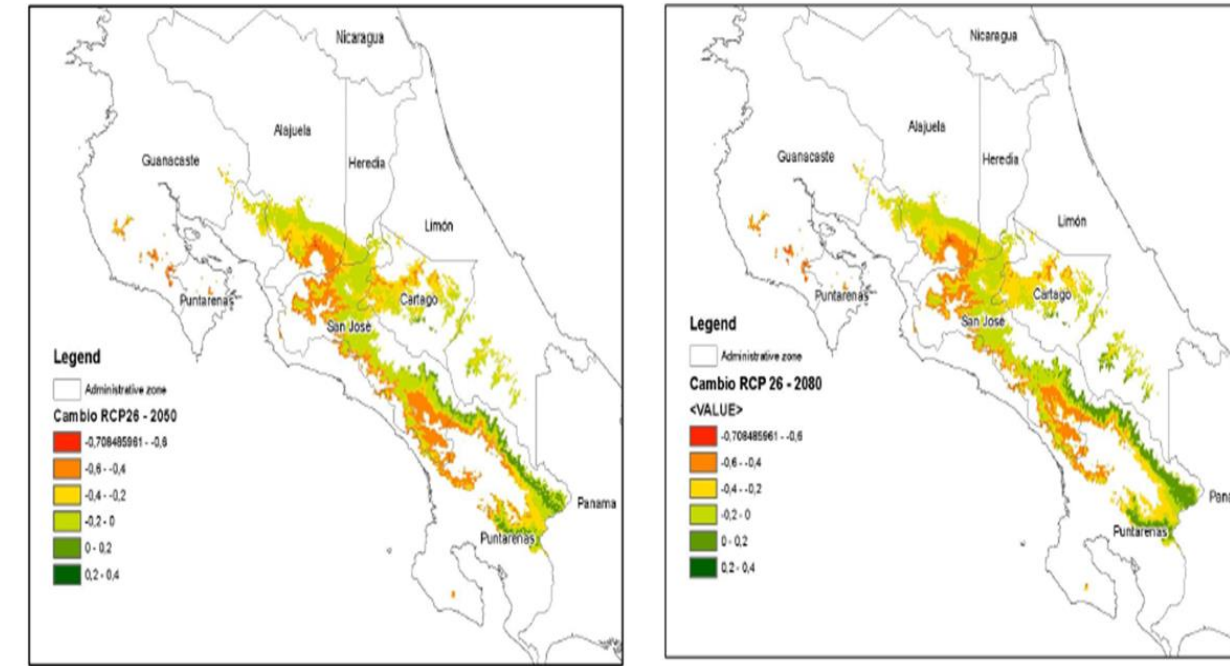 Nicaragua
Alajuela
Guanacaste
Heredia
Limón
Puntarenas
Cartago
San José
Legend
Administrative zone
Cambio RCP26 - 2050
-0,708485961 - -0,6
-0,6 - -0,4
-0,4 - -0,2
-0,2 - 0
0 - 0,2
0,2 - 0,4
Panama
Puntarenas
Nicaragua
Alajuela
Guanacaste
Heredia
Limón
Puntarenas
Cartago
San José
Legend
Administrative zone
Cambio RCP 26 - 2080
<VALUE>
-0,708485961 - -0,6
-0,6 - -0,4
-0,4 - -0,2
-0,2 - 0
0 - 0,2
0,2 - 0,4
Pana
Puntarenas